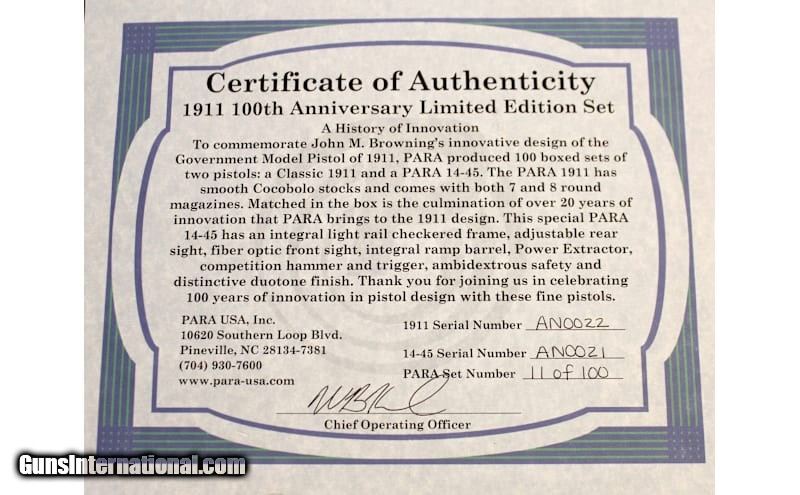 Certificate of Authenticity
1911 100th Anniversary Limited Edition Set
A History of Innovation
To commemorate John M. Browning's innovative design of the
Government Model Pistol of 1911, PARA produced 100 boxed sets of
two pistols: a Classic 1911 and a PARA 14-45. The PARA 1911 has
smooth Cocobolo stocks and comes with both 7 and 8 round
magazines. Matched in the box is the culmination of over 20 years of
innovation that PARA brings to the 1911 design. This special PARA
14-45 has an integral light rail checkered frame, adjustable rear
sight, fiber optic front sight, integral ramp barrel, Power Extractor,
competition hammer and trigger, ambidextrous safety and
distinctive duotone finish. Thank you for joining us in celebrating
100 years of innovation in pistol design with these fine pistols.
PARA USA, Inc.
10620 Southern Loop Blvd.
Pineville, NC 28134-7381
(704) 930-7600
www.para-usa.com
1911 Serial Number AN0022
14-45 Serial Number AN0021
PARA Set Number 11 of 100
Chief Operating Officer
GunsInternational.com